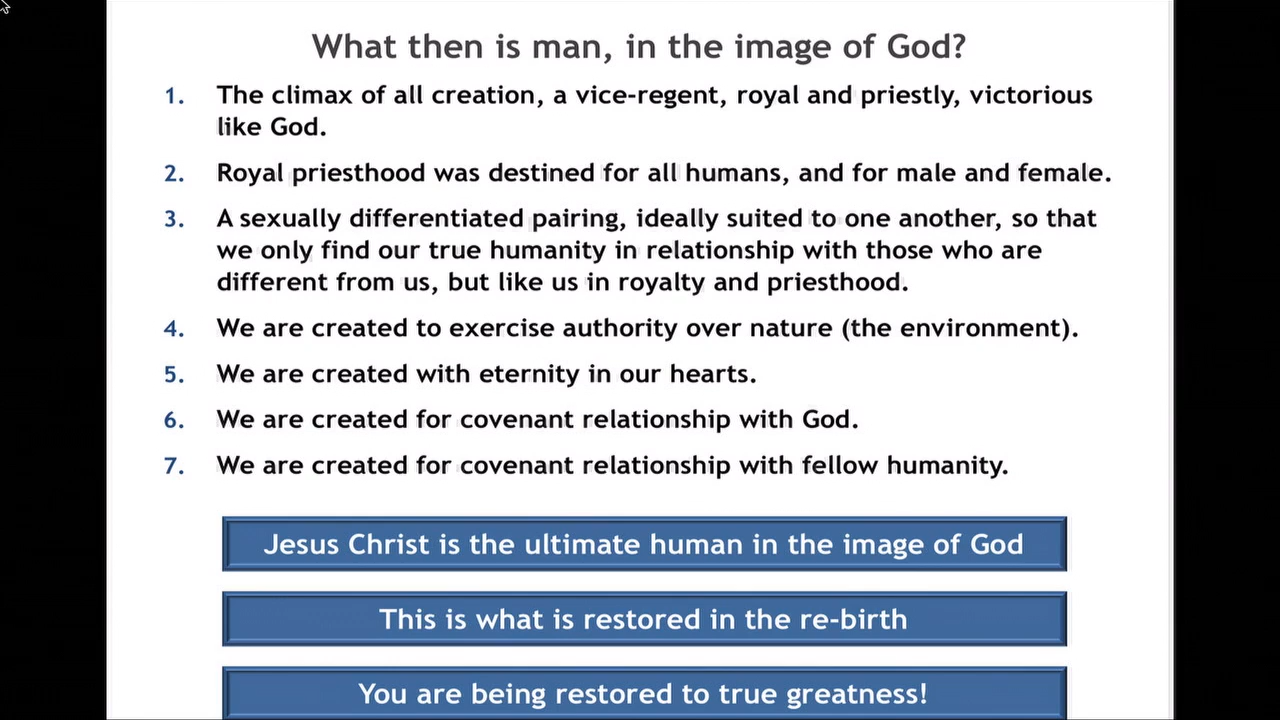 What then is man, in the image of God?
1. The climax of all creation, a vice-regent, royal and priestly, victorious
like God.
2. Royal priesthood was destined for all humans, and for male and female.
3. A sexually differentiated pairing, ideally suited to one another, so that
we only find our true humanity in relationship with those who are
different from us, but like us in royalty and priesthood.
4. We are created to exercise authority over nature (the environment).
5. We are created with eternity in our hearts.
6. We are created for covenant relationship with God.
7. We are created for covenant relationship with fellow humanity.
Jesus Christ is the ultimate human in the image of God
This is what is restored in the re-birth
You are being restored to true greatness!